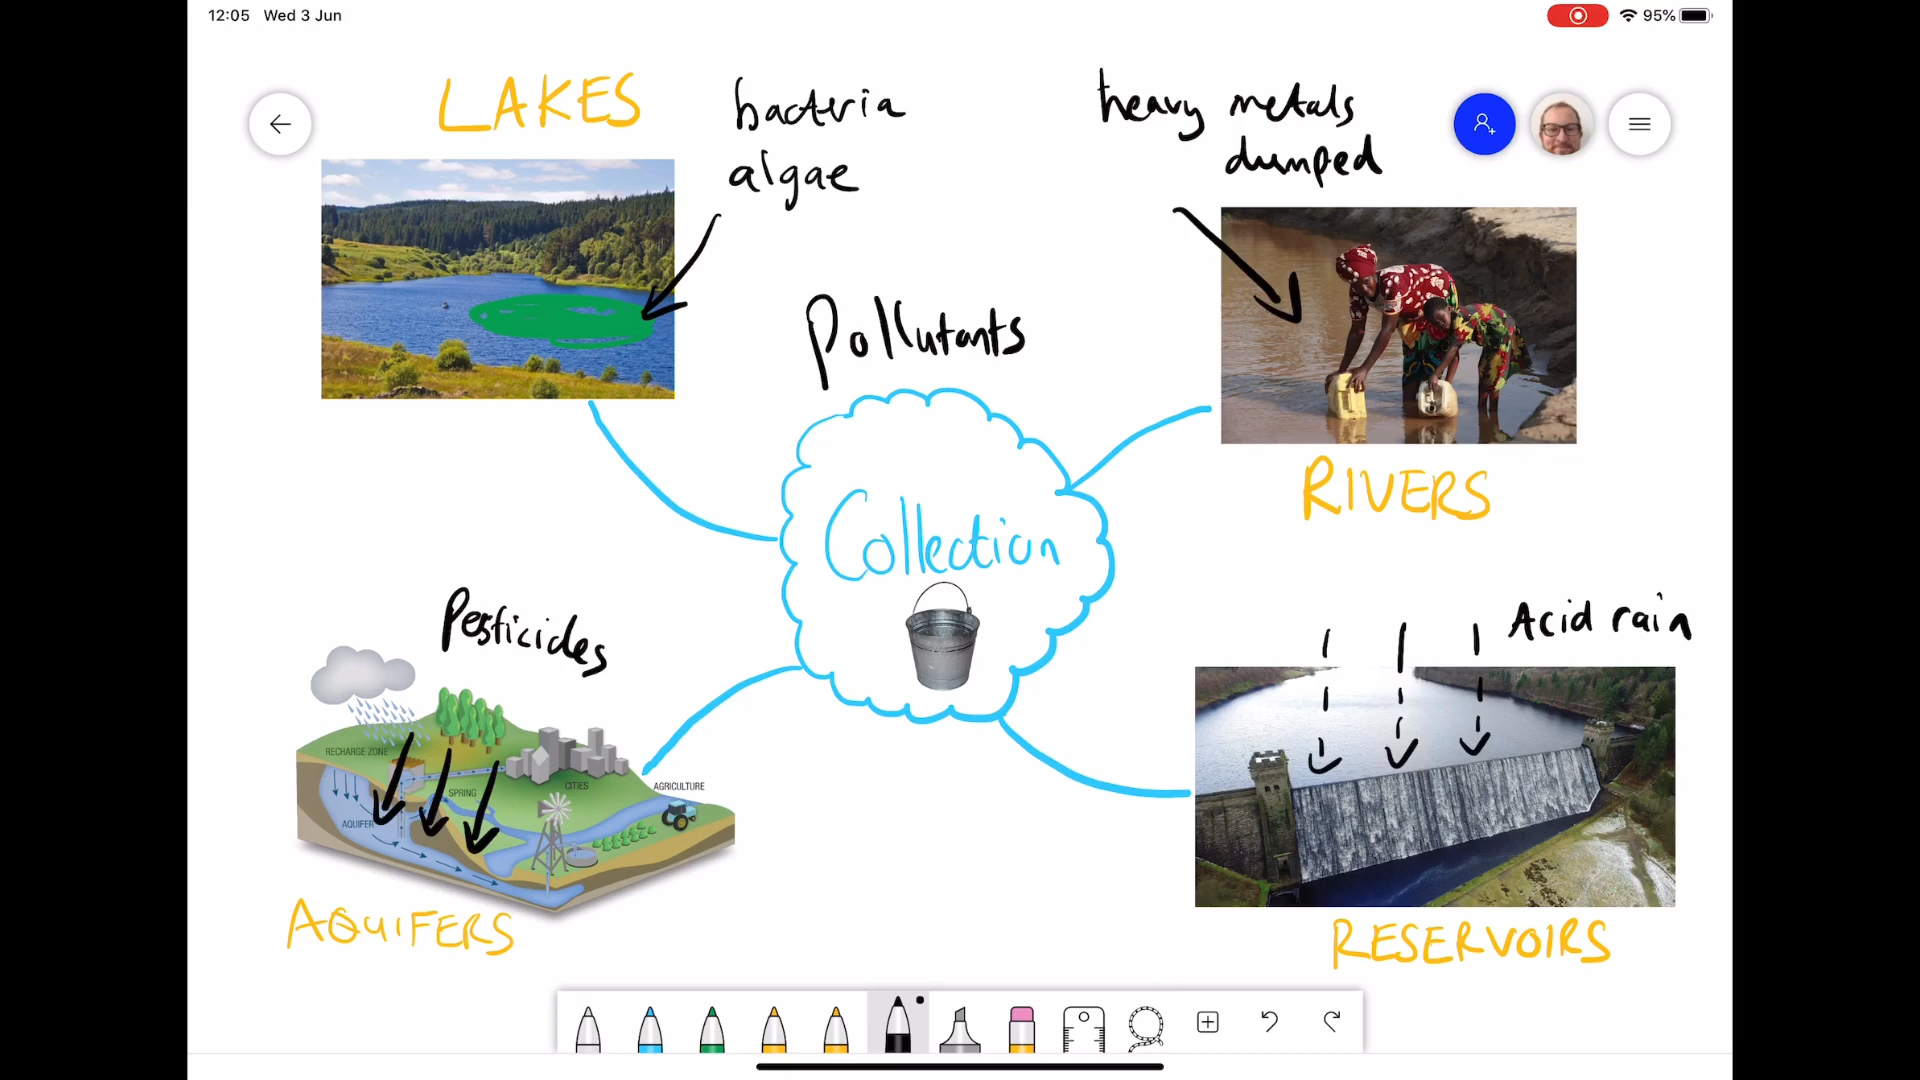 12:05 Wed 3 Jun
95%
LAKES
bacteria
algae
heavy metals
dumped
Pollutants
RIVERS
Collection
Pesticides
Acid rain
RECHARGE ZONE
SPRING
CITIES
AGRICULTURE
AQUIFER
AQUIFERS
RESERVOIRS